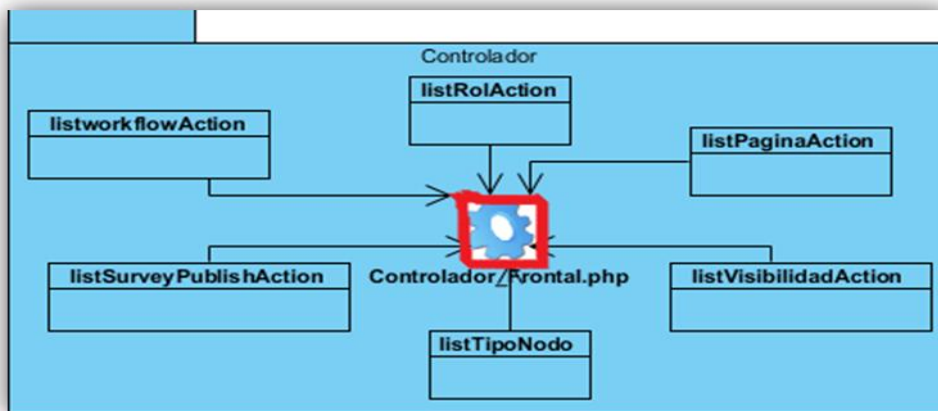 Controlador
listRolAction
listworkflowAction
listPaginaAction
listSurveyPublishAction
Controlador/Frontal.php
listVisibilidadAction
listTipoNodo